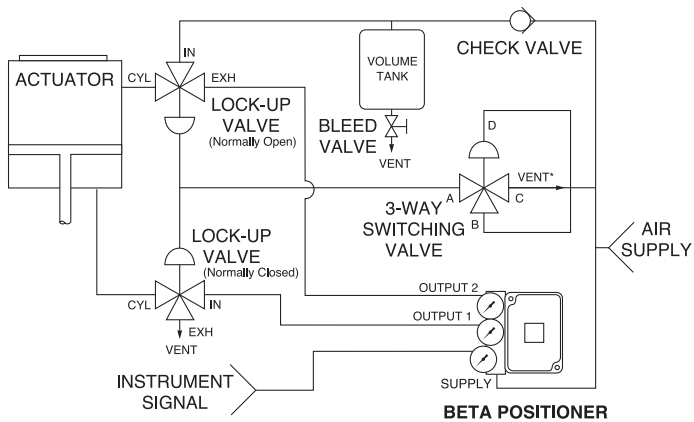 IN
CHECK VALVE
ACTUATOR
CYL
EXH
VOLUME
TANK
LOCK-UP
VALVE
(Normally Open)
BLEED
VALVE
VENT
D
A
VENT*
C
B
3-WAY
SWITCHING
VALVE
AIR
SUPPLY
LOCK-UP
VALVE
(Normally Closed)
CYL
IN
EXH
VENT
OUTPUT 2
OUTPUT 1
INSTRUMENT
SIGNAL
SUPPLY
BETA POSITIONER